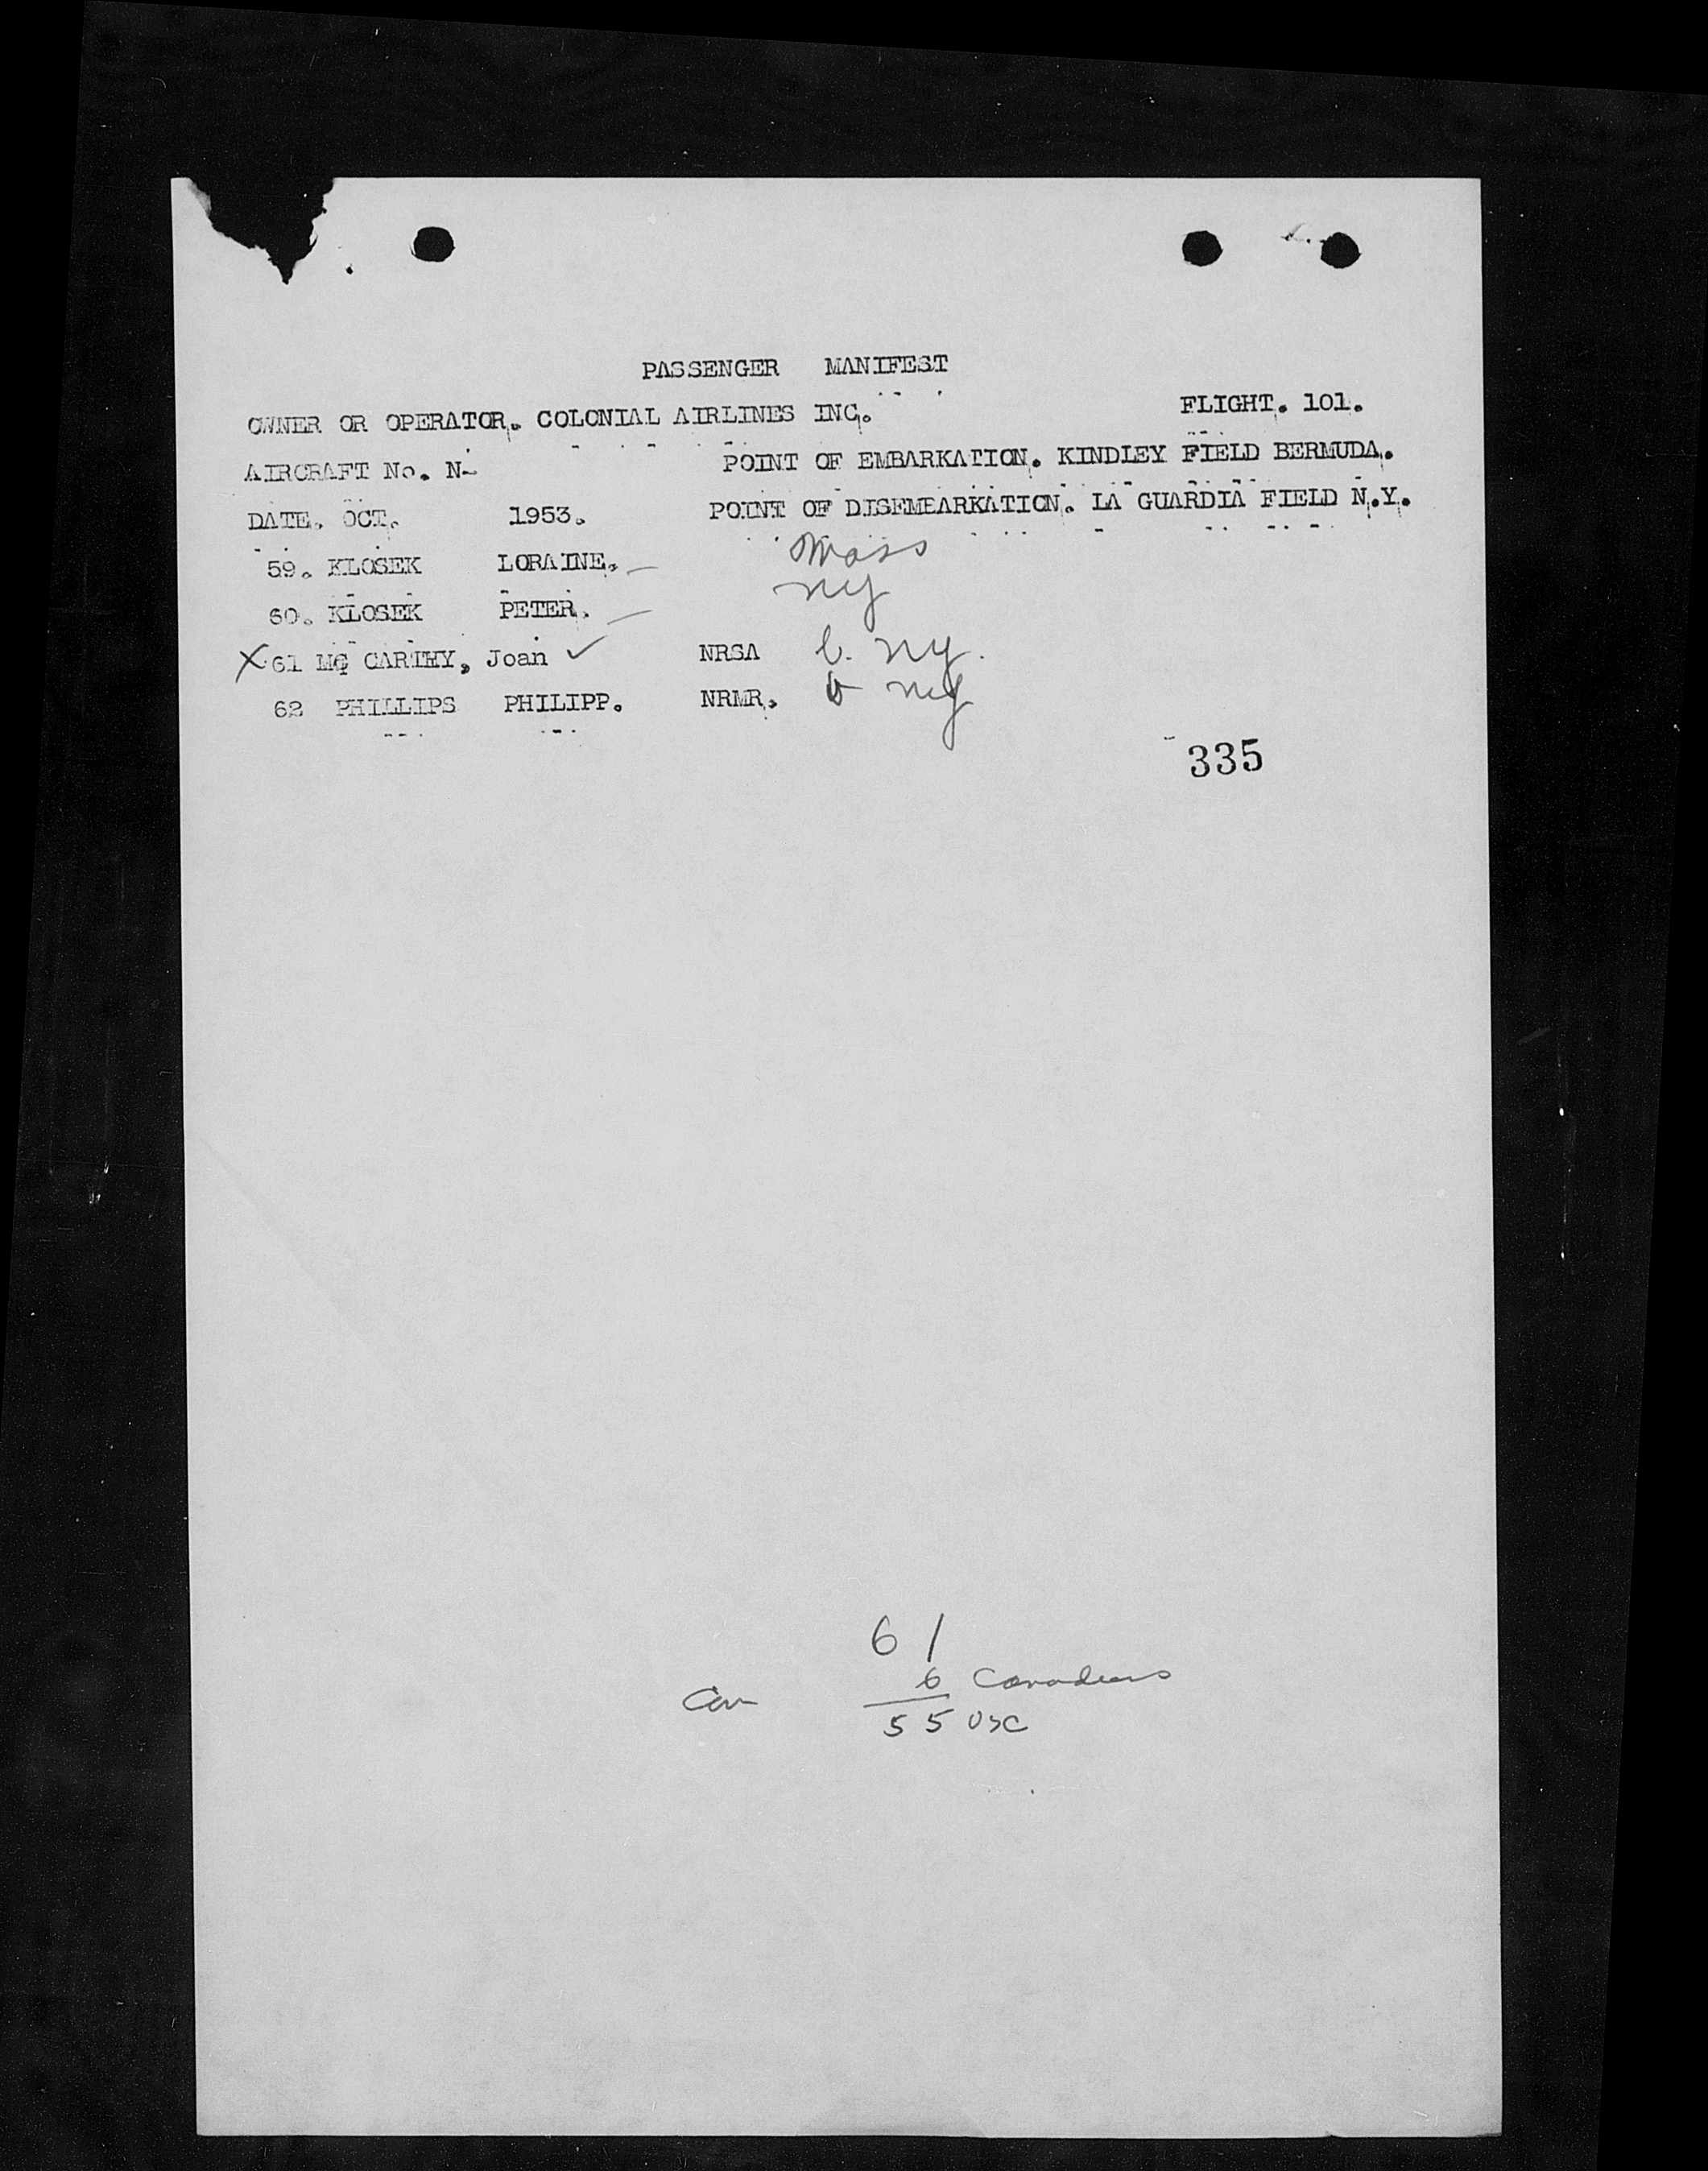 PASSENGER MANIFEST
OWNER OR OPERATOR. COLONIAL AIRLINES INC. FLIGHT. 101.
AIRCRAFT No. N- POINT OF EMBARKATION. KINDLEY FIELD BERMUDA.
DATE. OCT. 1953. POINT OF DISEMBARKATION. LA GUARDIA FIELD N.Y.
59. KLOSEK LORAINE. Mass
60. KLOSEK PETER. ny
X 61 MC CARTHY, Joan ✓ NRSA ny.
62 PHILLIPS PHILIPP. NRMR. ny
335
61
6 Canadians
55 USC